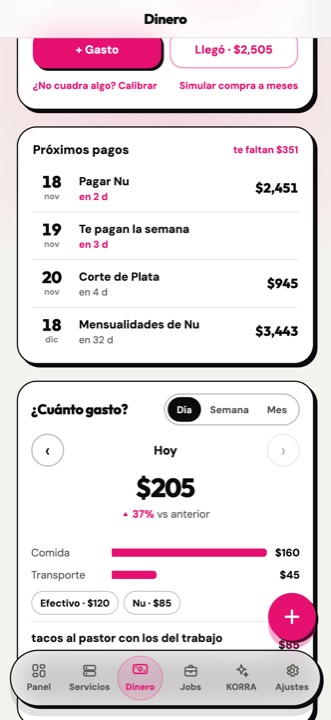 Dinero
+ Gasto
Llegó · $2,505
¿No cuadra algo? Calibrar
Simular compra a meses
Próximos pagos
te faltan $351
18 nov
Pagar Nu
en 2 d
$2,451
19 nov
Te pagan la semana
en 3 d
20 nov
Corte de Plata
en 4 d
$945
18 dic
Mensualidades de Nu
en 32 d
$3,443
¿Cuánto gasto?
Día
Semana
Mes
‹
Hoy
›
$205
▲ 37% vs anterior
Comida
$160
Transporte
$45
Efectivo · $120
Nu · $85
+
tacos al pastor con los del trabajo
$85
Panel
Servicios
Dinero
Jobs
KORRA
Ajustes